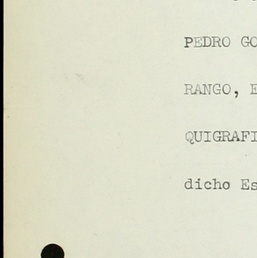 PEDRO GO
RANGO, E
QUIGRAFI
dicho Es